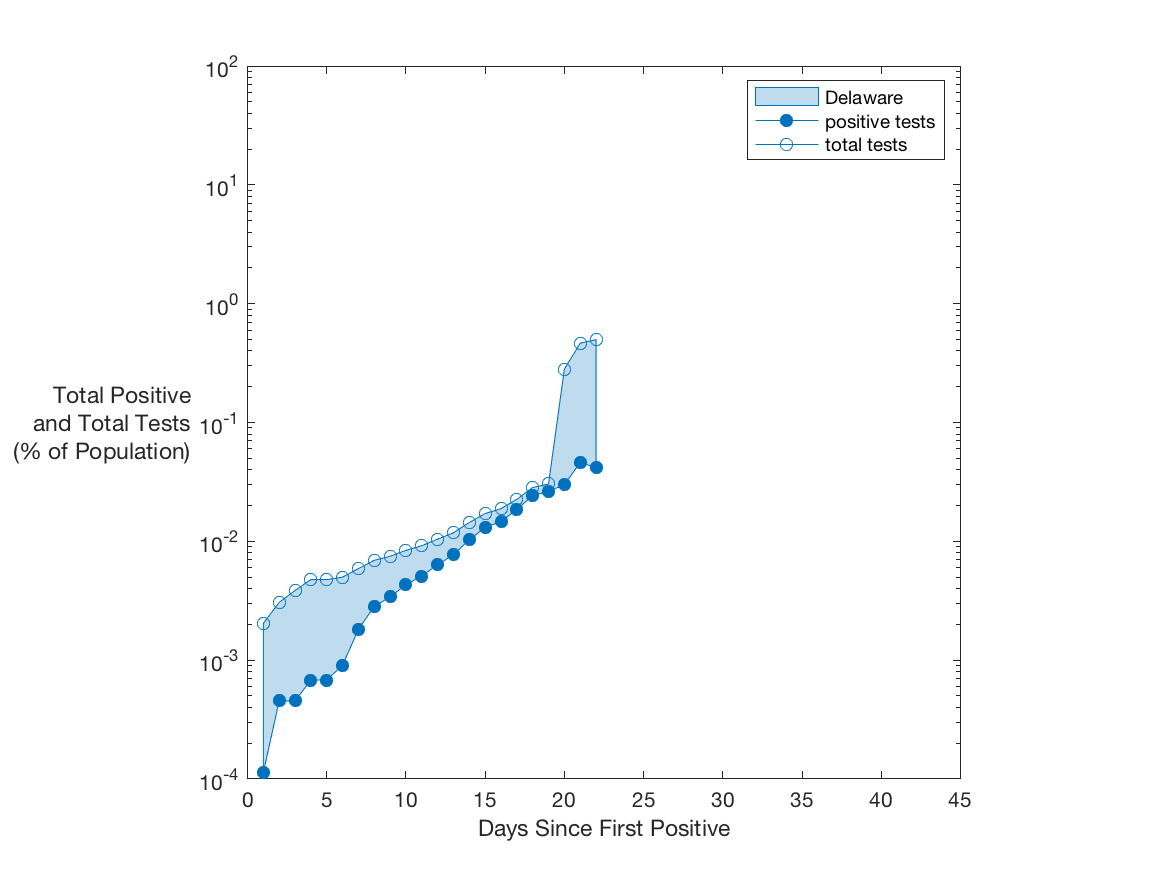 10^2
10^1
10^0
10^-1
10^-2
10^-3
10^-4
Total Positive
and Total Tests
(% of Population)
Delaware
positive tests
total tests
0 5 10 15 20 25 30 35 40 45
Days Since First Positive